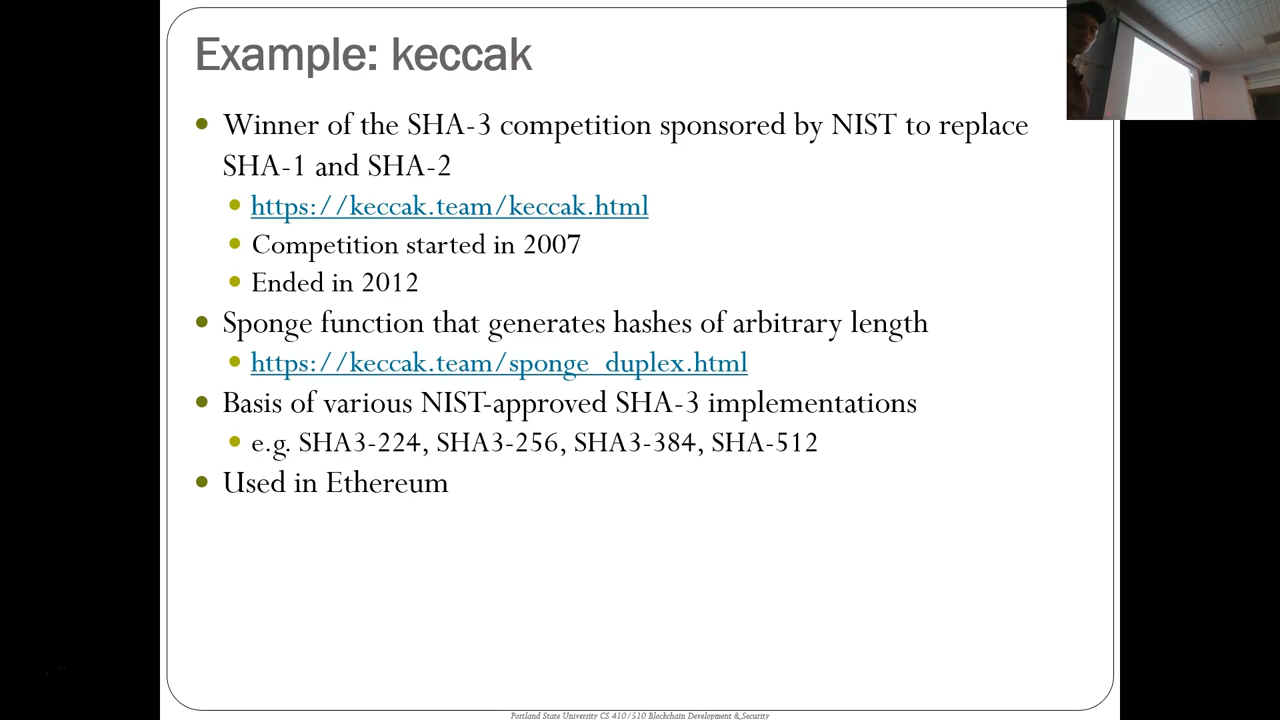 Example: keccak
Winner of the SHA-3 competition sponsored by NIST to replace
SHA-1 and SHA-2
https://keccak.team/keccak.html
Competition started in 2007
Ended in 2012
Sponge function that generates hashes of arbitrary length
https://keccak.team/sponge_duplex.html
Basis of various NIST-approved SHA-3 implementations
e.g. SHA3-224, SHA3-256, SHA3-384, SHA-512
Used in Ethereum
Portland State University CS 410/510 Blockchain Development & Security